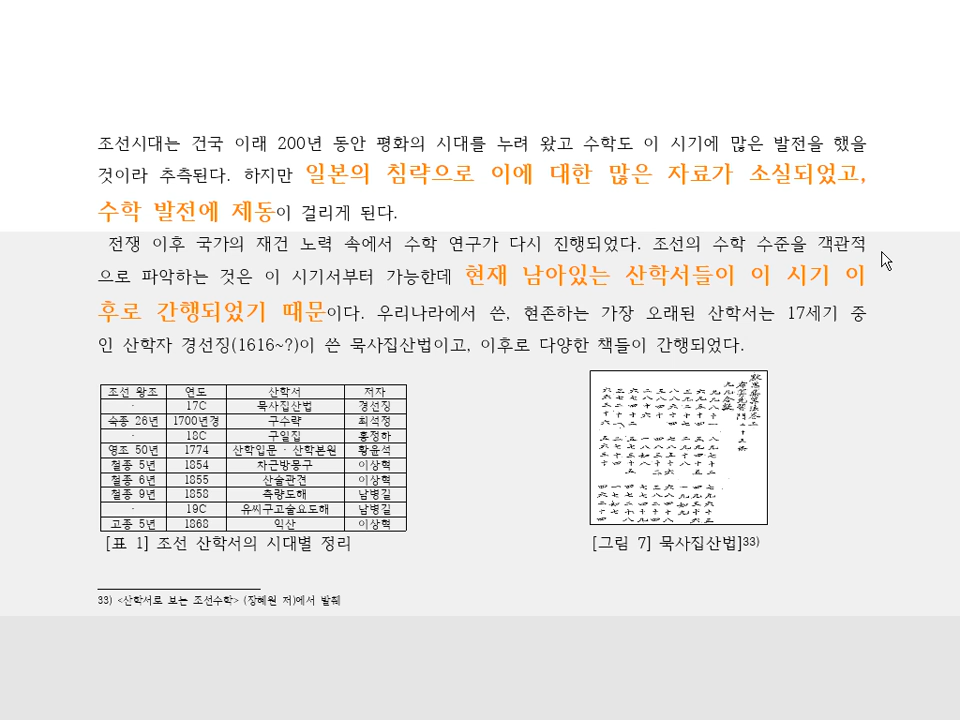 조선시대는 건국 이래 200년 동안 평화의 시대를 누려 왔고 수학도 이 시기에 많은 발전을 했을
것이라 추측된다. 하지만 일본의 침략으로 이에 대한 많은 자료가 소실되었고,
수학 발전에 제동이 걸리게 된다.
전쟁 이후 국가의 재건 노력 속에서 수학 연구가 다시 진행되었다. 조선의 수학 수준을 객관적
으로 파악하는 것은 이 시기서부터 가능한데 현재 남아있는 산학서들이 이 시기 이
후로 간행되었기 때문이다. 우리나라에서 쓴, 현존하는 가장 오래된 산학서는 17세기 중
인 산학자 경선징(1616~?)이 쓴 묵사집산법이고, 이후로 다양한 책들이 간행되었다.
조선 왕조 연도 산학서 저자
· 17C 묵사집산법 경선징
숙종 26년 1700년경 구수략 최석정
· 18C 구일집 홍정하
영조 50년 1774 산학입문 · 산학본원 황윤석
철종 5년 1854 차근방몽구 이상혁
철종 6년 1855 산술관견 이상혁
철종 9년 1858 측량도해 남병길
· 19C 유씨구고술요도해 남병길
고종 5년 1868 익산 이상혁
[표 1] 조선 산학서의 시대별 정리
[그림 7] 묵사집산법]33)
33) <산학서로 보는 조선수학> (장혜원 저)에서 발췌